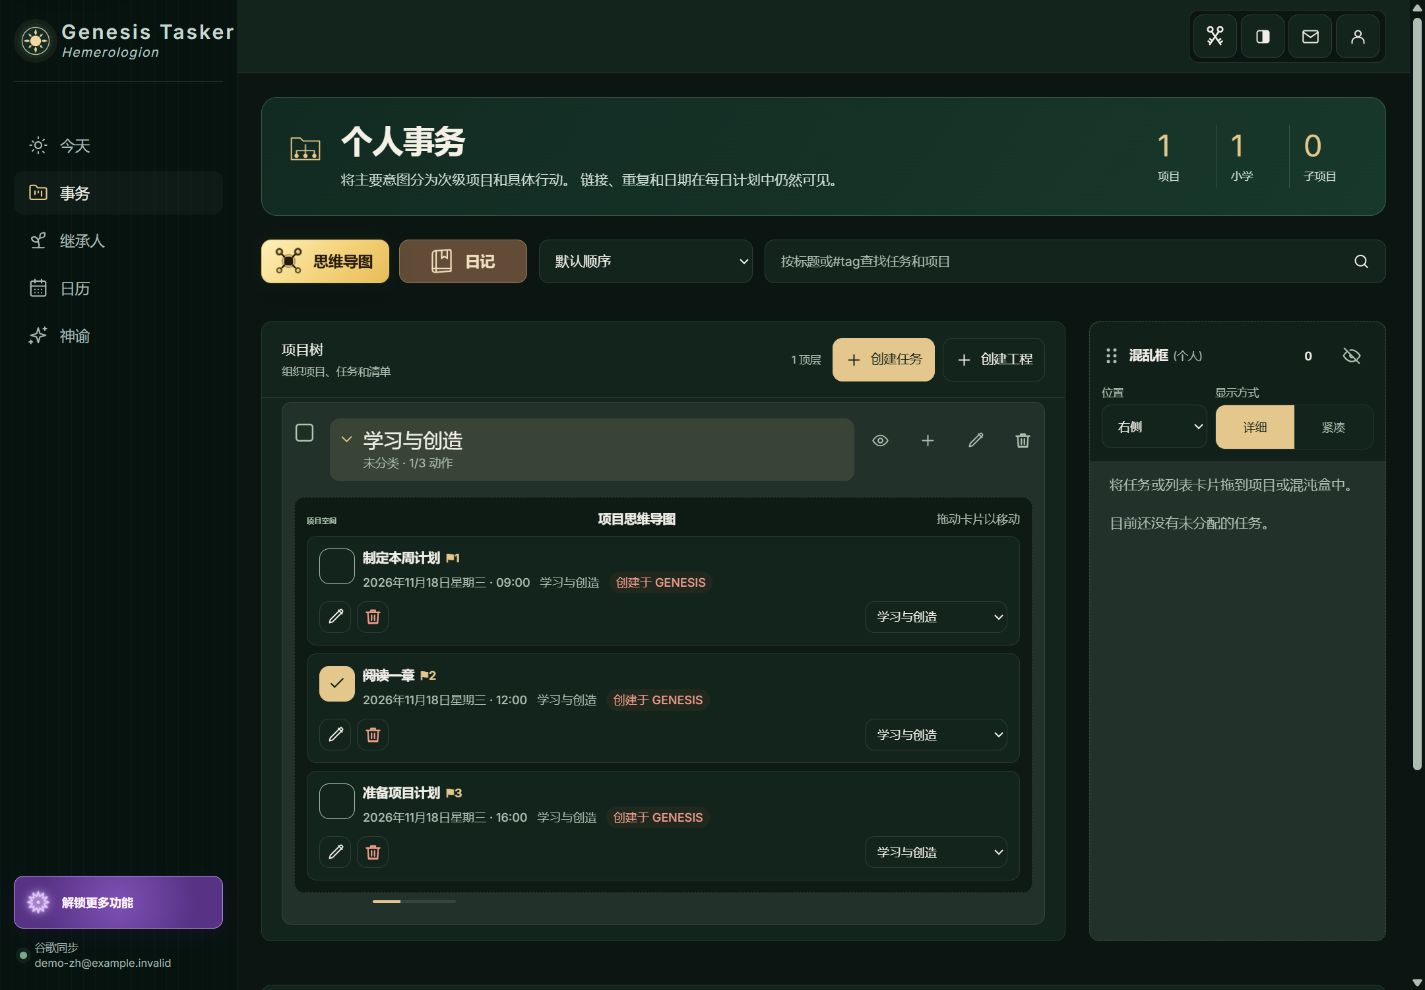 Genesis Tasker
Hemerologion
今天
事务
继承人
日历
神谕
解锁更多功能
谷歌同步
demo-zh@example.invalid
个人事务
将主要意图分为次级项目和具体行动。 链接、重复和日期在每日计划中仍然可见。
1
项目
1
小学
0
子项目
思维导图
日记
默认顺序
按标题或#tag查找任务和项目
项目树
组织项目、任务和清单
1 顶层
创建任务
创建工程
学习与创造
未分类 · 1/3 动作
项目空间
项目思维导图
拖动卡片以移动
制定本周计划 1
2026年11月18日星期三 · 09:00 学习与创造 创建于 GENESIS
学习与创造
阅读一章 2
2026年11月18日星期三 · 12:00 学习与创造 创建于 GENESIS
学习与创造
准备项目计划 3
2026年11月18日星期三 · 16:00 学习与创造 创建于 GENESIS
学习与创造
混乱框 (个人)
0
位置
显示方式
右侧
详细
紧凑
将任务或列表卡片拖到项目或混沌盒中。
目前还没有未分配的任务。